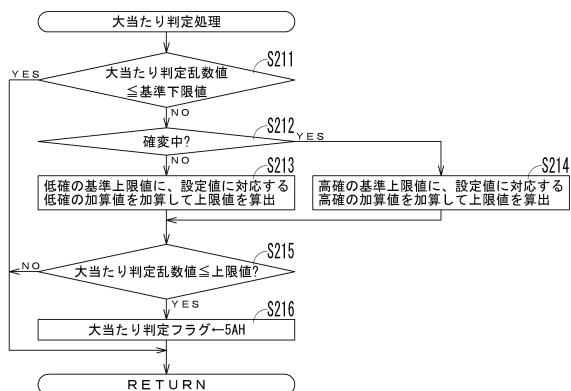 大当たり判定処理
S211
YES
大当たり判定乱数値
≦基準下限値
NO
S212
確変中?
YES
NO
S213
S214
低確の基準上限値に、設定値に対応する
低確の加算値を加算して上限値を算出
高確の基準上限値に、設定値に対応する
高確の加算値を加算して上限値を算出
S215
NO
大当たり判定乱数値≦上限値?
YES
S216
大当たり判定フラグ←5AH
RETURN